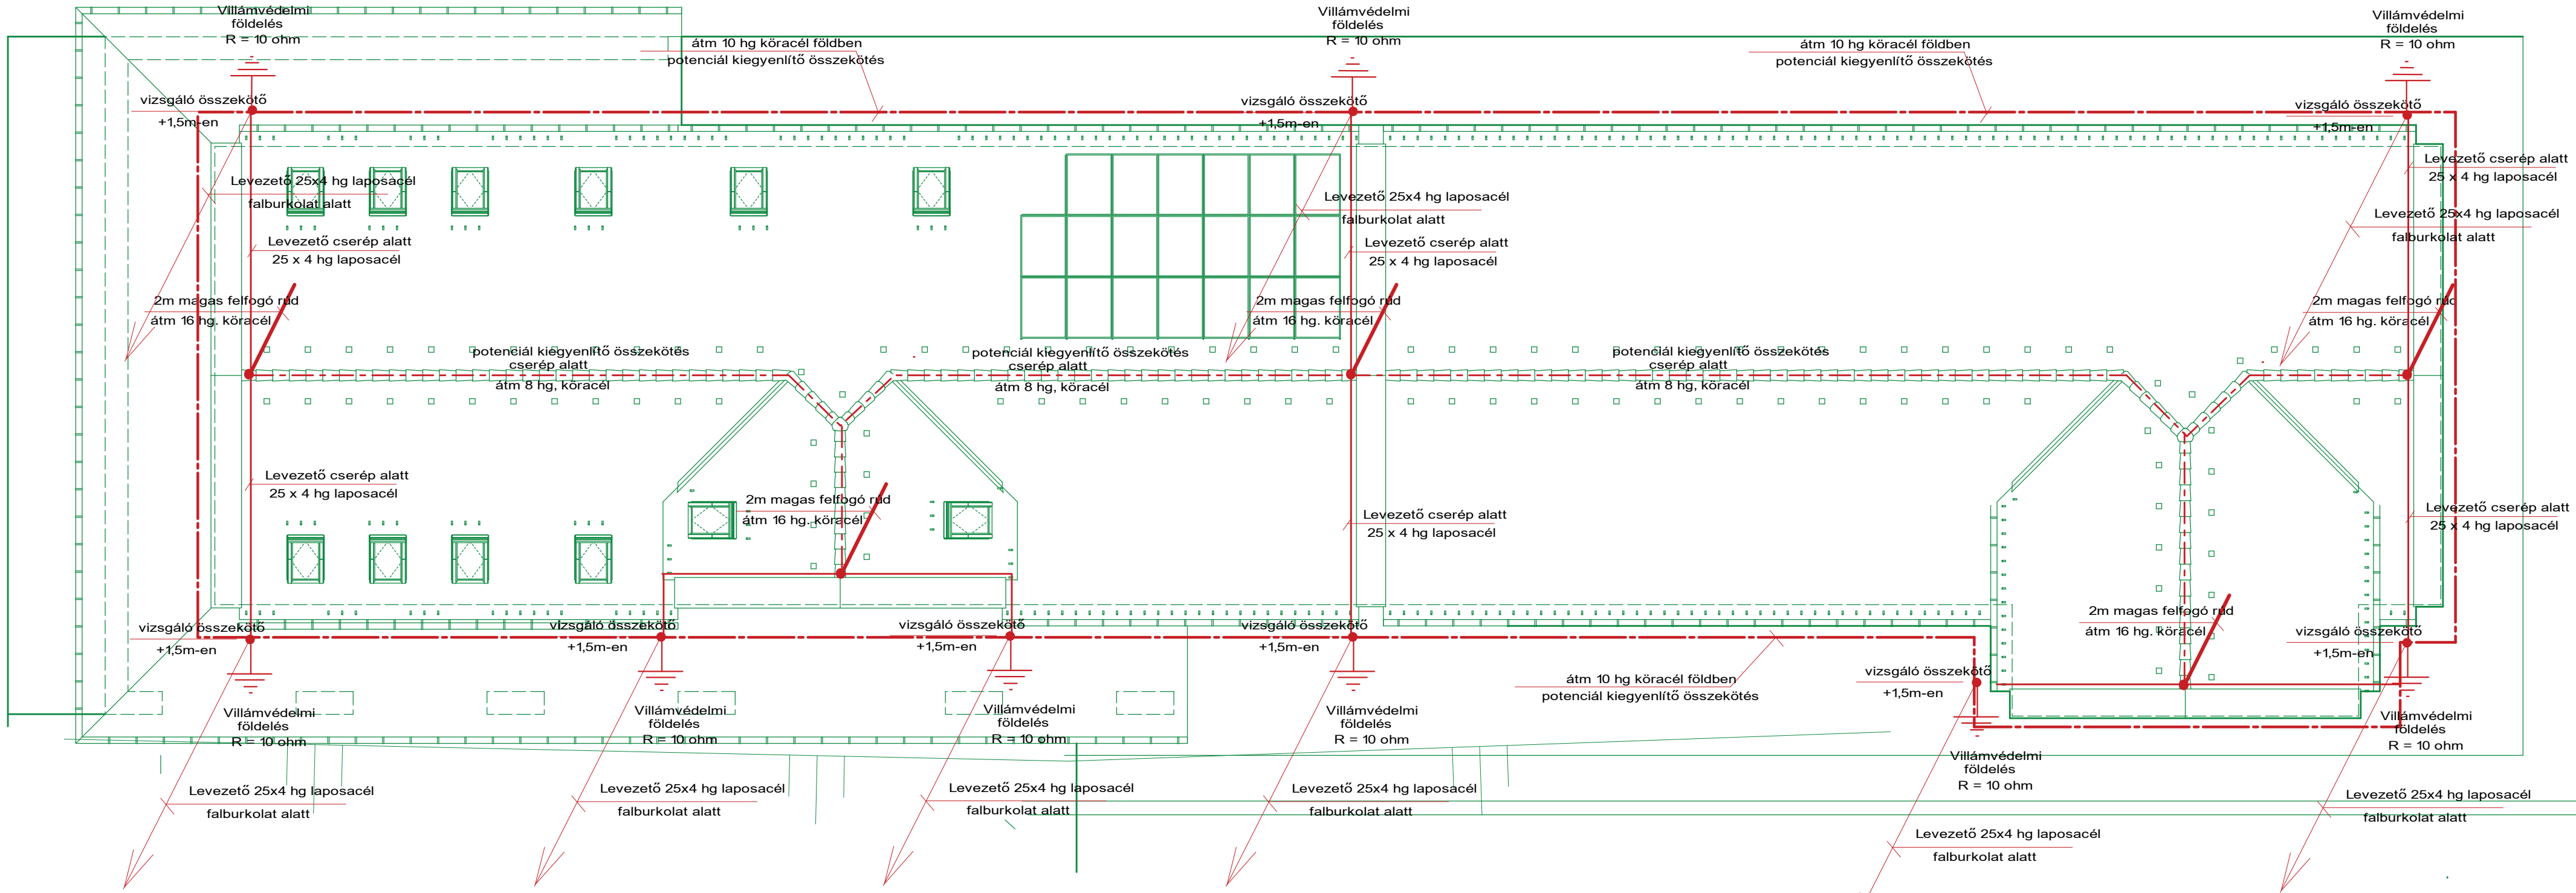 Villámvédelmi
földelés
R = 10 ohm
Villámvédelmi
földelés
R = 10 ohm
Villámvédelmi
földelés
R = 10 ohm
átm 10 hg köracél földben
potenciál kiegyenlítő összekötés
átm 10 hg köracél földben
potenciál kiegyenlítő összekötés
vizsgáló összekötő
+1,5m-en
vizsgáló összekötő
+1,5m-en
vizsgáló összekötő
+1,5m-en
Levezető cserép alatt
25 x 4 hg laposacél
Levezető 25x4 hg laposacél
falburkolat alatt
Levezető 25x4 hg laposacél
falburkolat alatt
Levezető 25x4 hg laposacél
falburkolat alatt
Levezető cserép alatt
25 x 4 hg laposacél
Levezető cserép alatt
25 x 4 hg laposacél
2m magas felfogó rúd
átm 16 hg. köracél
2m magas felfogó rúd
átm 16 hg. köracél
2m magas felfogó rúd
átm 16 hg. köracél
potenciál kiegyenlítő összekötés
cserép alatt
átm 8 hg, köracél
potenciál kiegyenlítő összekötés
cserép alatt
átm 8 hg, köracél
potenciál kiegyenlítő összekötés
cserép alatt
átm 8 hg, köracél
Levezető cserép alatt
25 x 4 hg laposacél
2m magas felfogó rúd
átm 16 hg. köracél
Levezető cserép alatt
25 x 4 hg laposacél
Levezető cserép alatt
25 x 4 hg laposacél
2m magas felfogó rúd
átm 16 hg. köracél
vizsgáló összekötő
+1,5m-en
vizsgáló összekötő
+1,5m-en
vizsgáló összekötő
+1,5m-en
vizsgáló összekötő
+1,5m-en
vizsgáló összekötő
+1,5m-en
vizsgáló összekötő
+1,5m-en
átm 10 hg köracél földben
potenciál kiegyenlítő összekötés
Villámvédelmi
földelés
R = 10 ohm
Villámvédelmi
földelés
R = 10 ohm
Villámvédelmi
földelés
R = 10 ohm
Villámvédelmi
földelés
R = 10 ohm
Villámvédelmi
földelés
R = 10 ohm
Villámvédelmi
földelés
R = 10 ohm
Levezető 25x4 hg laposacél
falburkolat alatt
Levezető 25x4 hg laposacél
falburkolat alatt
Levezető 25x4 hg laposacél
falburkolat alatt
Levezető 25x4 hg laposacél
falburkolat alatt
Levezető 25x4 hg laposacél
falburkolat alatt
Levezető 25x4 hg laposacél
falburkolat alatt